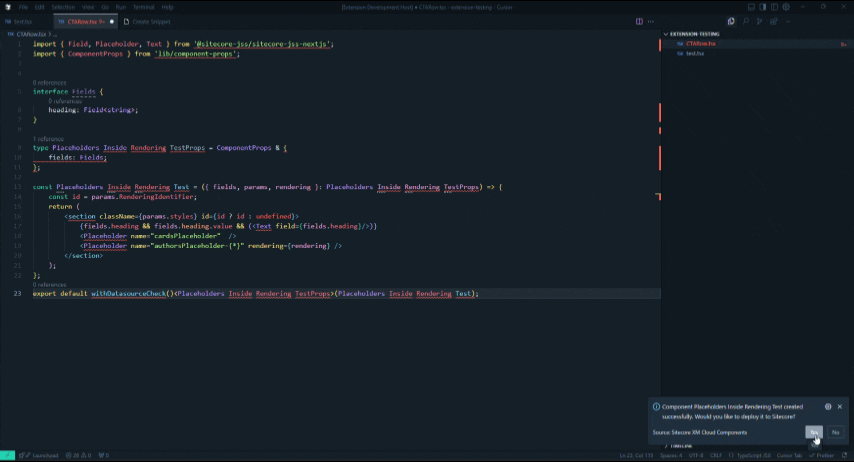 File Edit Selection View Go Run Terminal Help
[Extension Development Host] ● CTARow.tsx - extension-testing - Cursor
test.tsx
CTARow.tsx 9+ ●
Create Snippet
CTARow.tsx > ...
1 import { Field, Placeholder, Text } from '@sitecore-jss/sitecore-jss-nextjs';
2 import { ComponentProps } from 'lib/component-props';
3
4
0 references
5 interface Fields {
0 references
6 heading: Field<string>;
7 }
8
1 reference
9 type Placeholders Inside Rendering TestProps = ComponentProps & {
10 fields: Fields;
11 };
12
13 const Placeholders Inside Rendering Test = ({ fields, params, rendering }: Placeholders Inside Rendering TestProps) => {
14 const id = params.RenderingIdentifier;
15 return (
16 <section className={params.styles} id={id ? id : undefined}>
17 {fields.heading && fields.heading.value && (<Text field={fields.heading}/>)}
18 <Placeholder name="cardsPlaceholder" />
19 <Placeholder name="authorsPlaceholder-{*}" rendering={rendering} />
20 </section>
21 );
22 };
0 references
23 export default withDatasourceCheck()<Placeholders Inside Rendering TestProps>(Placeholders Inside Rendering Test);
EXTENSION-TESTING
CTARow.tsx 9+
test.tsx
Component Placeholders Inside Rendering Test created
successfully. Would you like to deploy it to Sitecore?
Source: Sitecore XM Cloud Components
Yes
No
TIMELINE
Launchpad
0
Spaces: 4 UTF-8 CRLF {} TypeScript JSX Cursor Tab Prettier